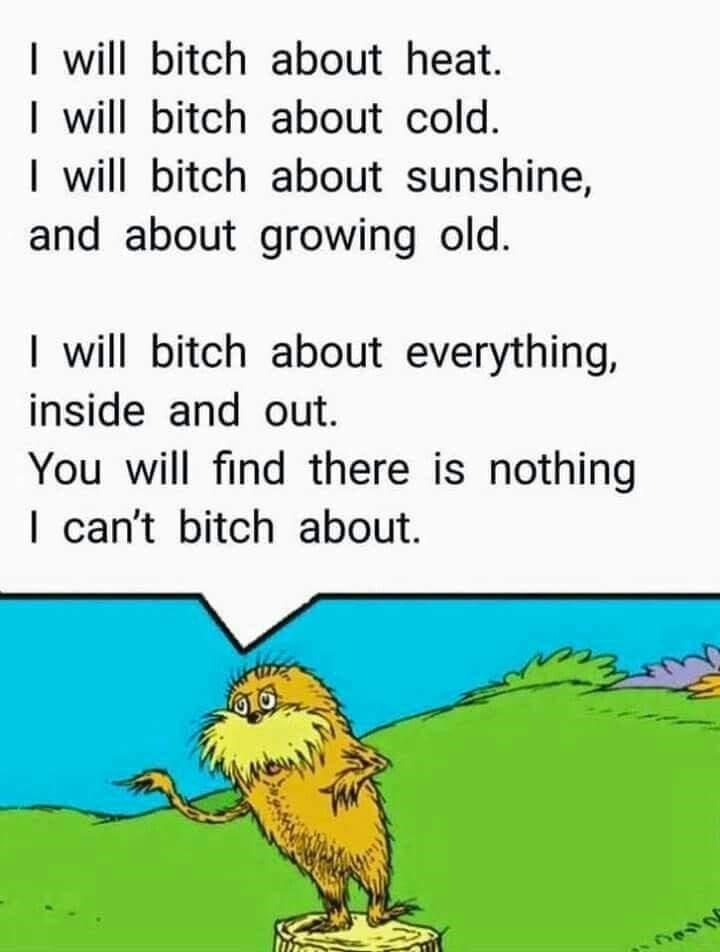 I will bitch about heat.
I will bitch about cold.
I will bitch about sunshine,
and about growing old.
I will bitch about everything,
inside and out.
You will find there is nothing
I can't bitch about.